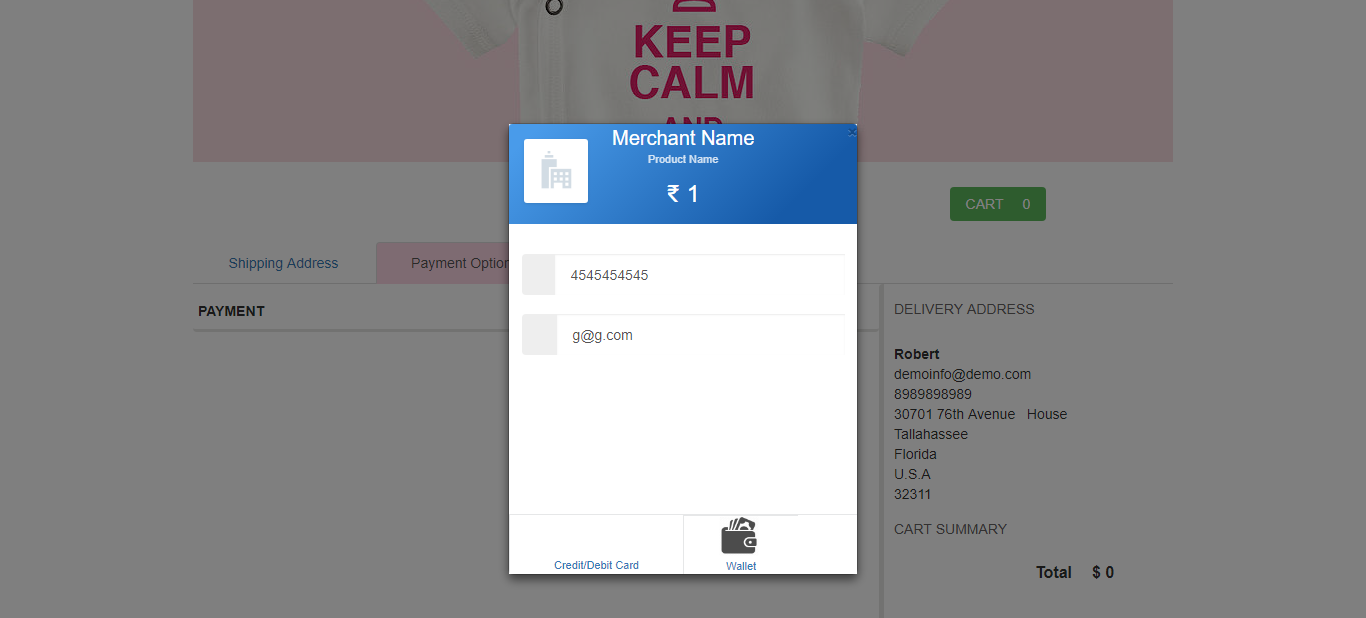 KEEP
CALM
AND
Merchant Name
×
Product Name
₹ 1
CART 0
Shipping Address
Payment Option
4545454545
PAYMENT
g@g.com
DELIVERY ADDRESS
Robert
demoinfo@demo.com
8989898989
30701 76th Avenue House
Tallahassee
Florida
U.S.A
32311
CART SUMMARY
Total $ 0
Credit/Debit Card
Wallet